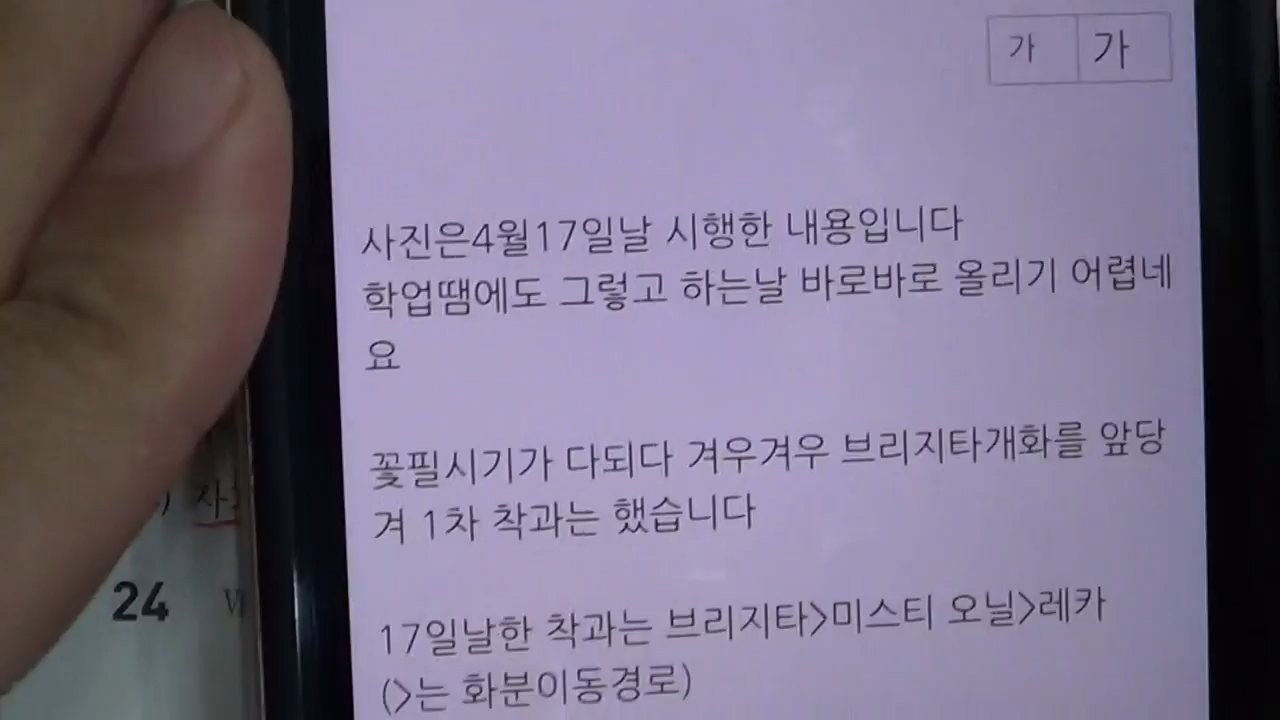 가 가
사진은4월17일날 시행한 내용입니다
학업땜에도 그렇고 하는날 바로바로 올리기 어렵네
요
꽃필시기가 다되다 겨우겨우 브리지타개화를 앞당
겨 1차 착과는 했습니다
17일날한 착과는 브리지타>미스티 오닐>레카
(>는 화분이동경로)
24